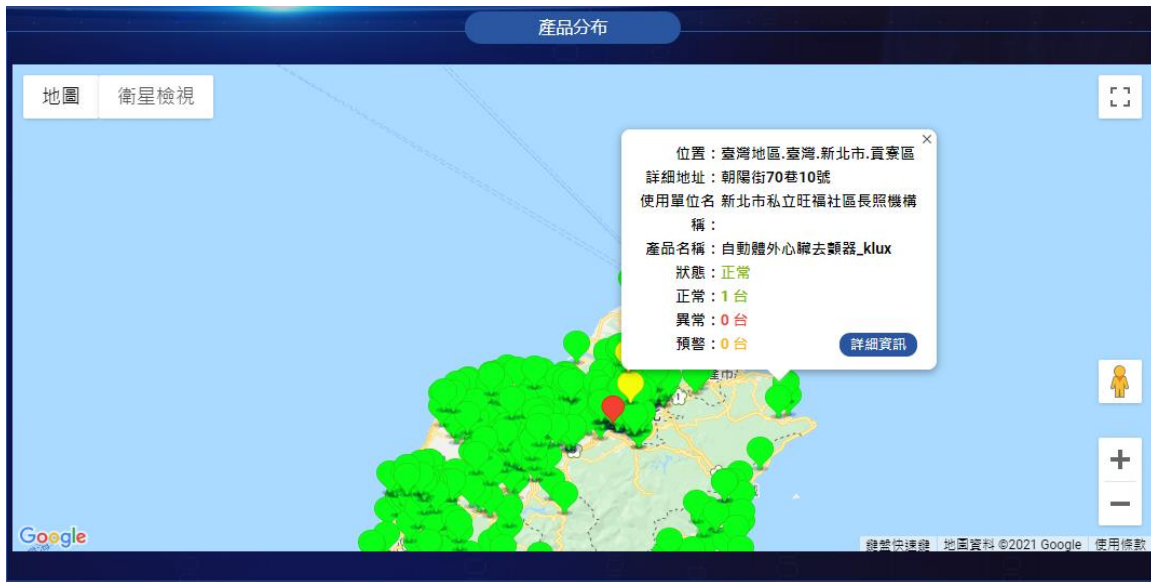 產品分布
地圖
衛星檢視
位置：臺灣地區.臺灣.新北市.貢寮區
詳細地址：朝陽街70巷10號
使用單位名 新北市私立旺福社區長照機構
稱：
產品名稱：自動體外心臟去顫器_klux
狀態：正常
正常：1 台
異常：0 台
預警：0 台
詳細資訊
Google
鍵盤快速鍵
地圖資料 ©2021 Google
使用條款